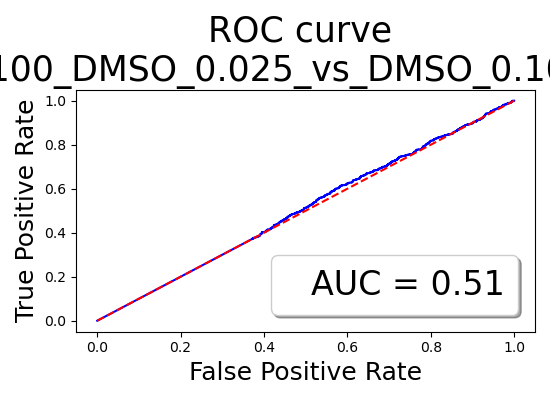 ROC curve
100_DMSO_0.025_vs_DMSO_0.10
True Positive Rate
1.0
0.8
0.6
0.4
0.2
0.0
AUC = 0.51
0.0 0.2 0.4 0.6 0.8 1.0
False Positive Rate